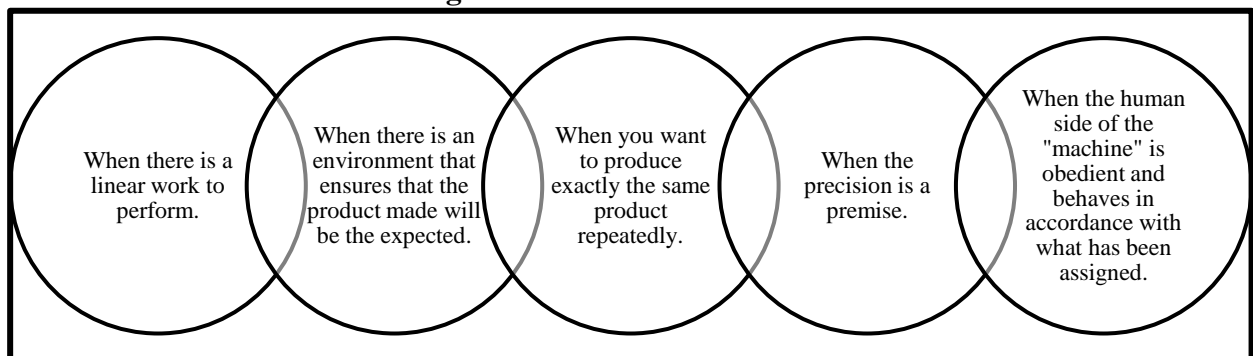 When there is a
linear work to
perform.
When there is an
environment that
ensures that the
product made will
be the expected.
When you want
to produce
exactly the same
product
repeatedly.
When the
precision is a
premise.
When the human
side of the
"machine" is
obedient and
behaves in
accordance with
what has been
assigned.